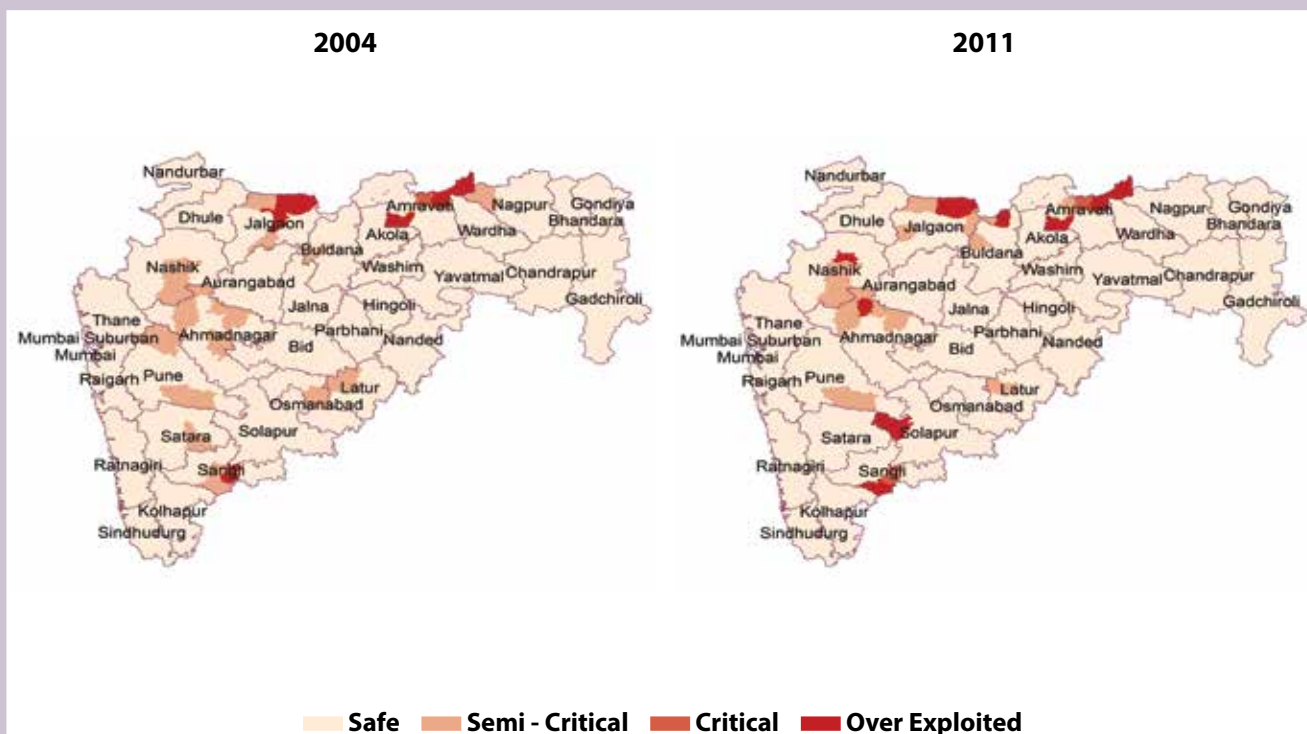 2004
2011
Nandurbar
Dhule
Jalgaon
Amravati
Nagpur
Gondiya
Bhandara
Akola
Wardha
Buldana
Nashik
Aurangabad
Washim
Yavatmal
Chandrapur
Gadchiroli
Jalna
Hingoli
Thane
Mumbai Suburban
Mumbai
Ahmadnagar
Parbhani
Nanded
Bid
Raigarh
Pune
Latur
Osmanabad
Satara
Solapur
Ratnagiri
Sangli
Kolhapur
Sindhudurg
Nandurbar
Dhule
Jalgaon
Amravati
Nagpur
Gondiya
Bhandara
Akola
Wardha
Buldana
Nashik
Aurangabad
Washim
Yavatmal
Chandrapur
Gadchiroli
Jalna
Hingoli
Thane
Mumbai Suburban
Mumbai
Ahmadnagar
Parbhani
Nanded
Bid
Raigarh
Pune
Latur
Osmanabad
Satara
Solapur
Ratnagiri
Sangli
Kolhapur
Sindhudurg
Safe Semi - Critical Critical Over Exploited